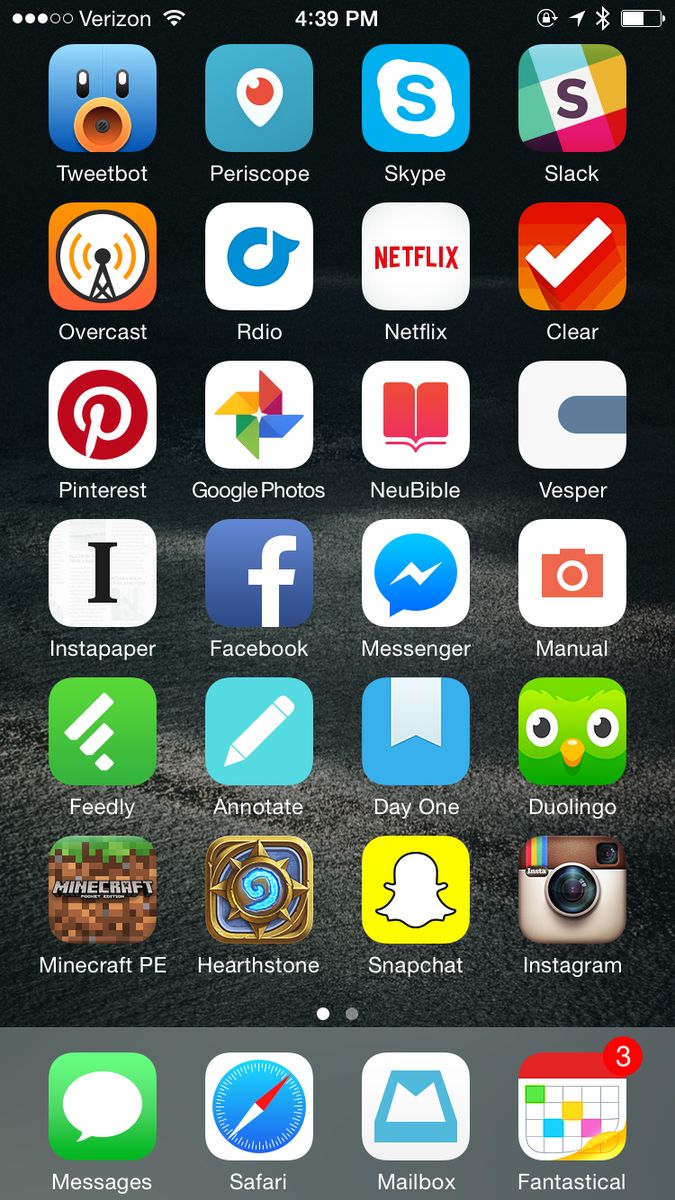 Verizon 4:39 PM
S S
Tweetbot Periscope Skype Slack
NETFLIX
Overcast Rdio Netflix Clear
Pinterest Google Photos NeuBible Vesper
I
Instapaper Facebook Messenger Manual
Feedly Annotate Day One Duolingo
MINECRAFT
POCKET EDITION
Insta
Minecraft PE Hearthstone Snapchat Instagram
3
Messages Safari Mailbox Fantastical